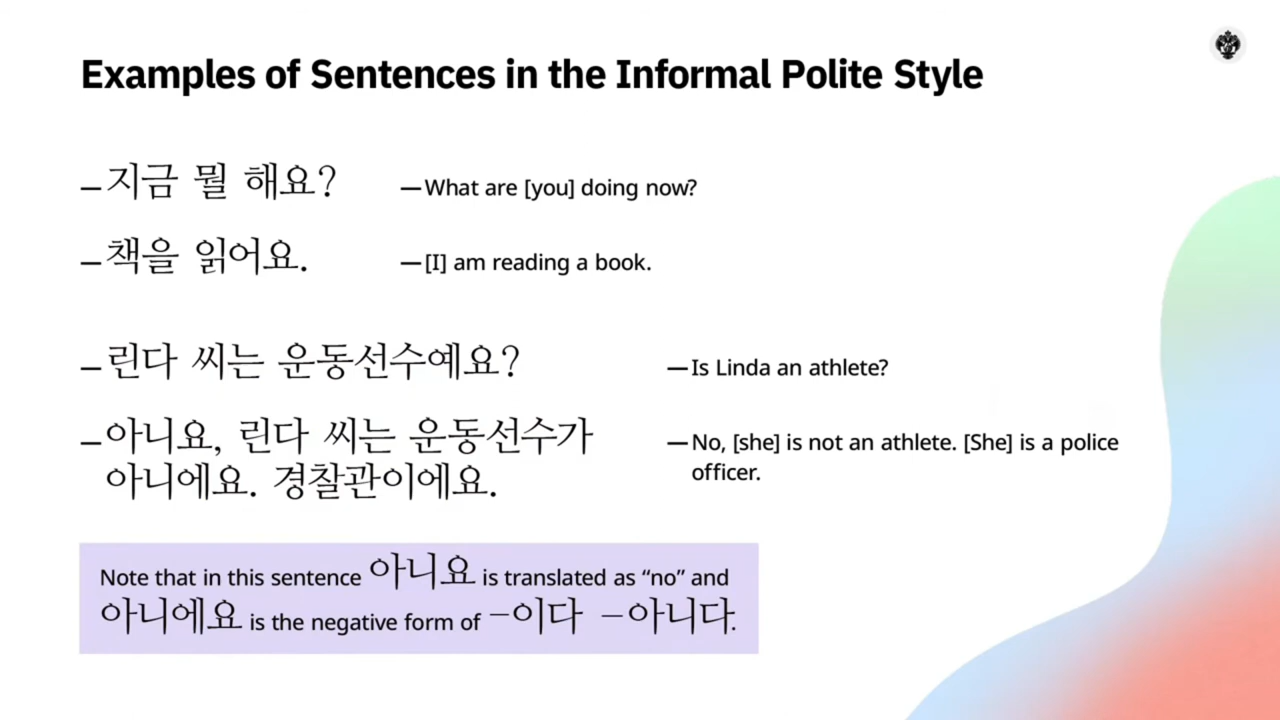 Examples of Sentences in the Informal Polite Style
—지금 뭘 해요? —What are [you] doing now?
—책을 읽어요. —[I] am reading a book.
—린다 씨는 운동선수예요? —Is Linda an athlete?
—아니요, 린다 씨는 운동선수가 —No, [she] is not an athlete. [She] is a police
아니에요. 경찰관이에요. officer.
Note that in this sentence 아니요 is translated as “no” and
아니에요 is the negative form of –이다 –아니다.